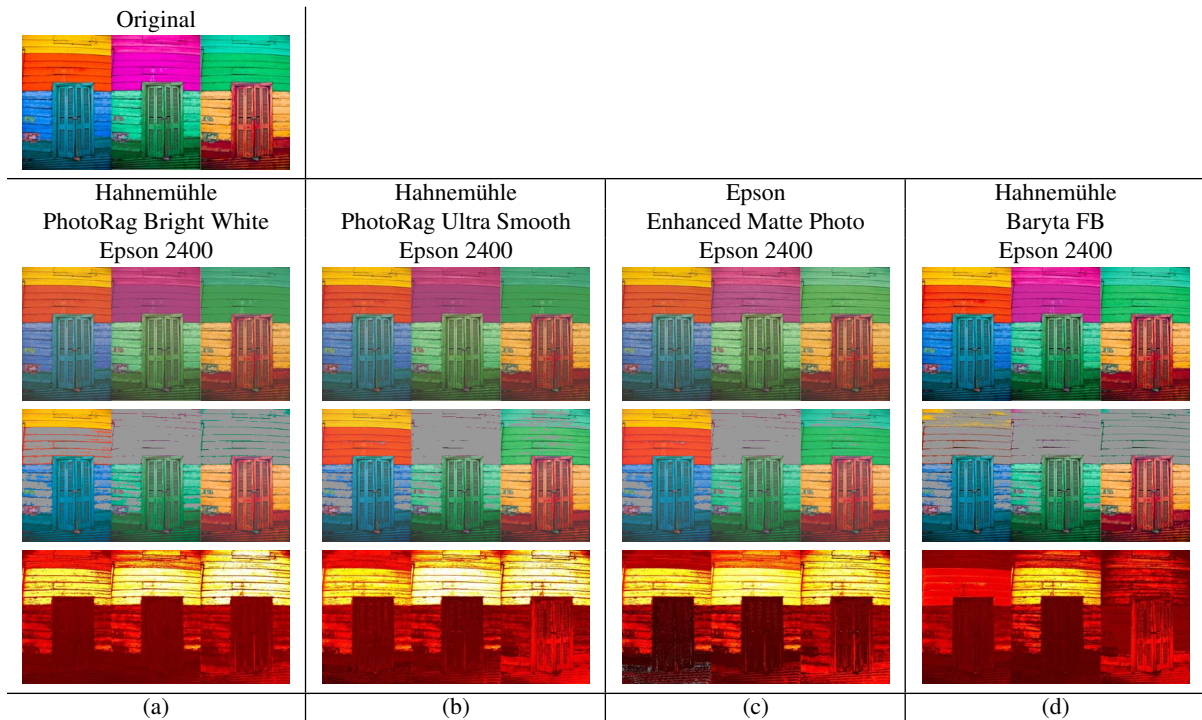 Original
Hahnemühle
PhotoRag Bright White
Epson 2400
Hahnemühle
PhotoRag Ultra Smooth
Epson 2400
Epson
Enhanced Matte Photo
Epson 2400
Hahnemühle
Baryta FB
Epson 2400
(a)
(b)
(c)
(d)